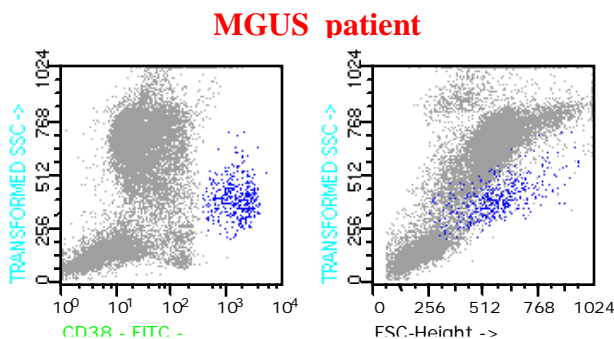 MGUS patient
TRANSFORMED SSC ->
1024
768
512
256
0
10^0 10^1 10^2 10^3 10^4
CD38 - FITC -
TRANSFORMED SSC ->
1024
768
512
256
0
0 256 512 768 1024
FSC-Height ->